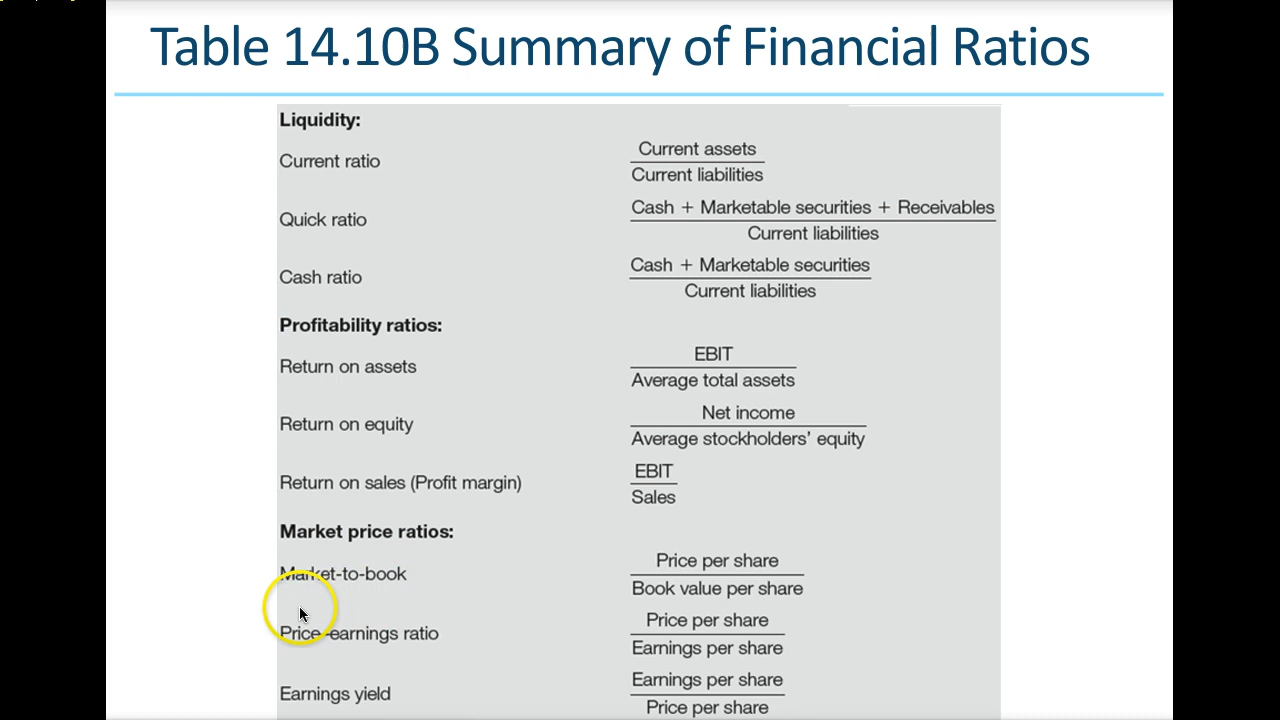 Table 14.10B Summary of Financial Ratios
Liquidity:
Current ratio
Current assets
Current liabilities
Quick ratio
Cash + Marketable securities + Receivables
Current liabilities
Cash ratio
Cash + Marketable securities
Current liabilities
Profitability ratios:
Return on assets
EBIT
Average total assets
Return on equity
Net income
Average stockholders' equity
Return on sales (Profit margin)
EBIT
Sales
Market price ratios:
Market-to-book
Price per share
Book value per share
Price-earnings ratio
Price per share
Earnings per share
Earnings yield
Earnings per share
Price per share